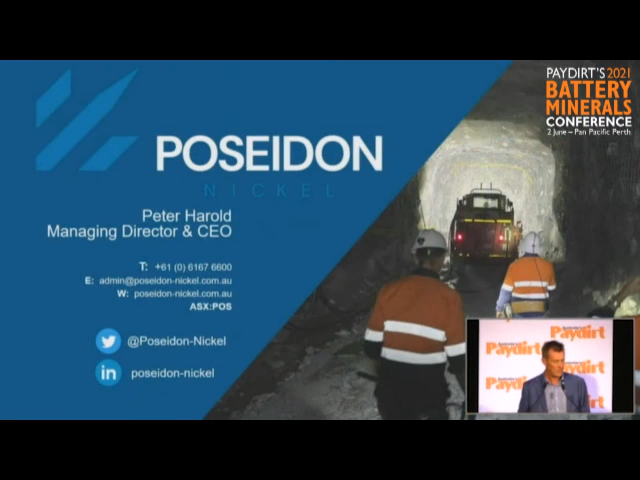 PAYDIRT'S 2021
BATTERY
MINERALS
CONFERENCE
2 June – Pan Pacific Perth
POSEIDON
NICKEL
Peter Harold
Managing Director & CEO
T: +61 (0) 6167 6600
E: admin@poseidon-nickel.com.au
W: poseidon-nickel.com.au
ASX:POS
@Poseidon-Nickel
in poseidon-nickel
Paydirt
Paydirt
Paydirt
Paydirt